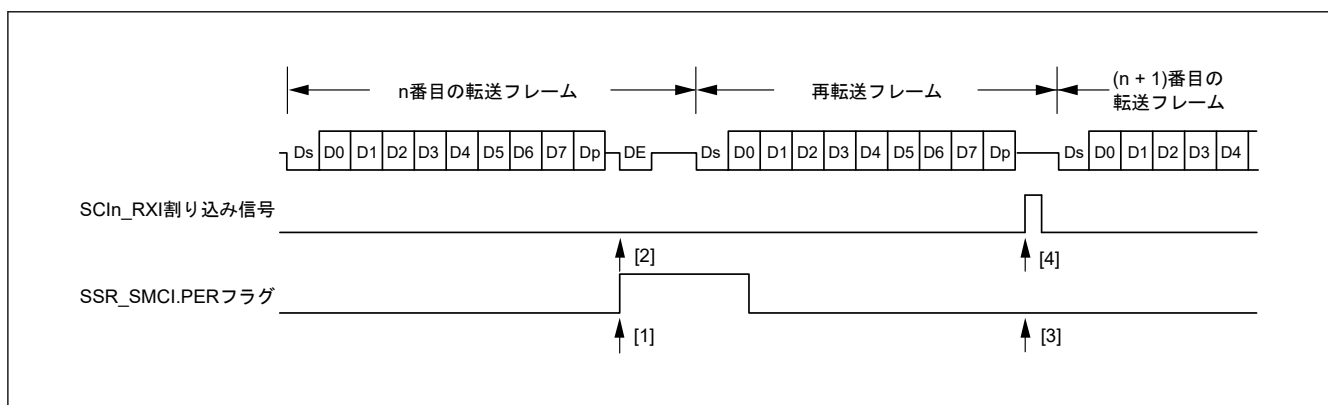 n番目の転送フレーム
再転送フレーム
(n + 1)番目の
転送フレーム
Ds D0 D1 D2 D3 D4 D5 D6 D7 Dp DE Ds D0 D1 D2 D3 D4 D5 D6 D7 Dp Ds D0 D1 D2 D3 D4
SCIn_RXI割り込み信号
[2] [4]
SSR_SMCI.PERフラグ
[1] [3]